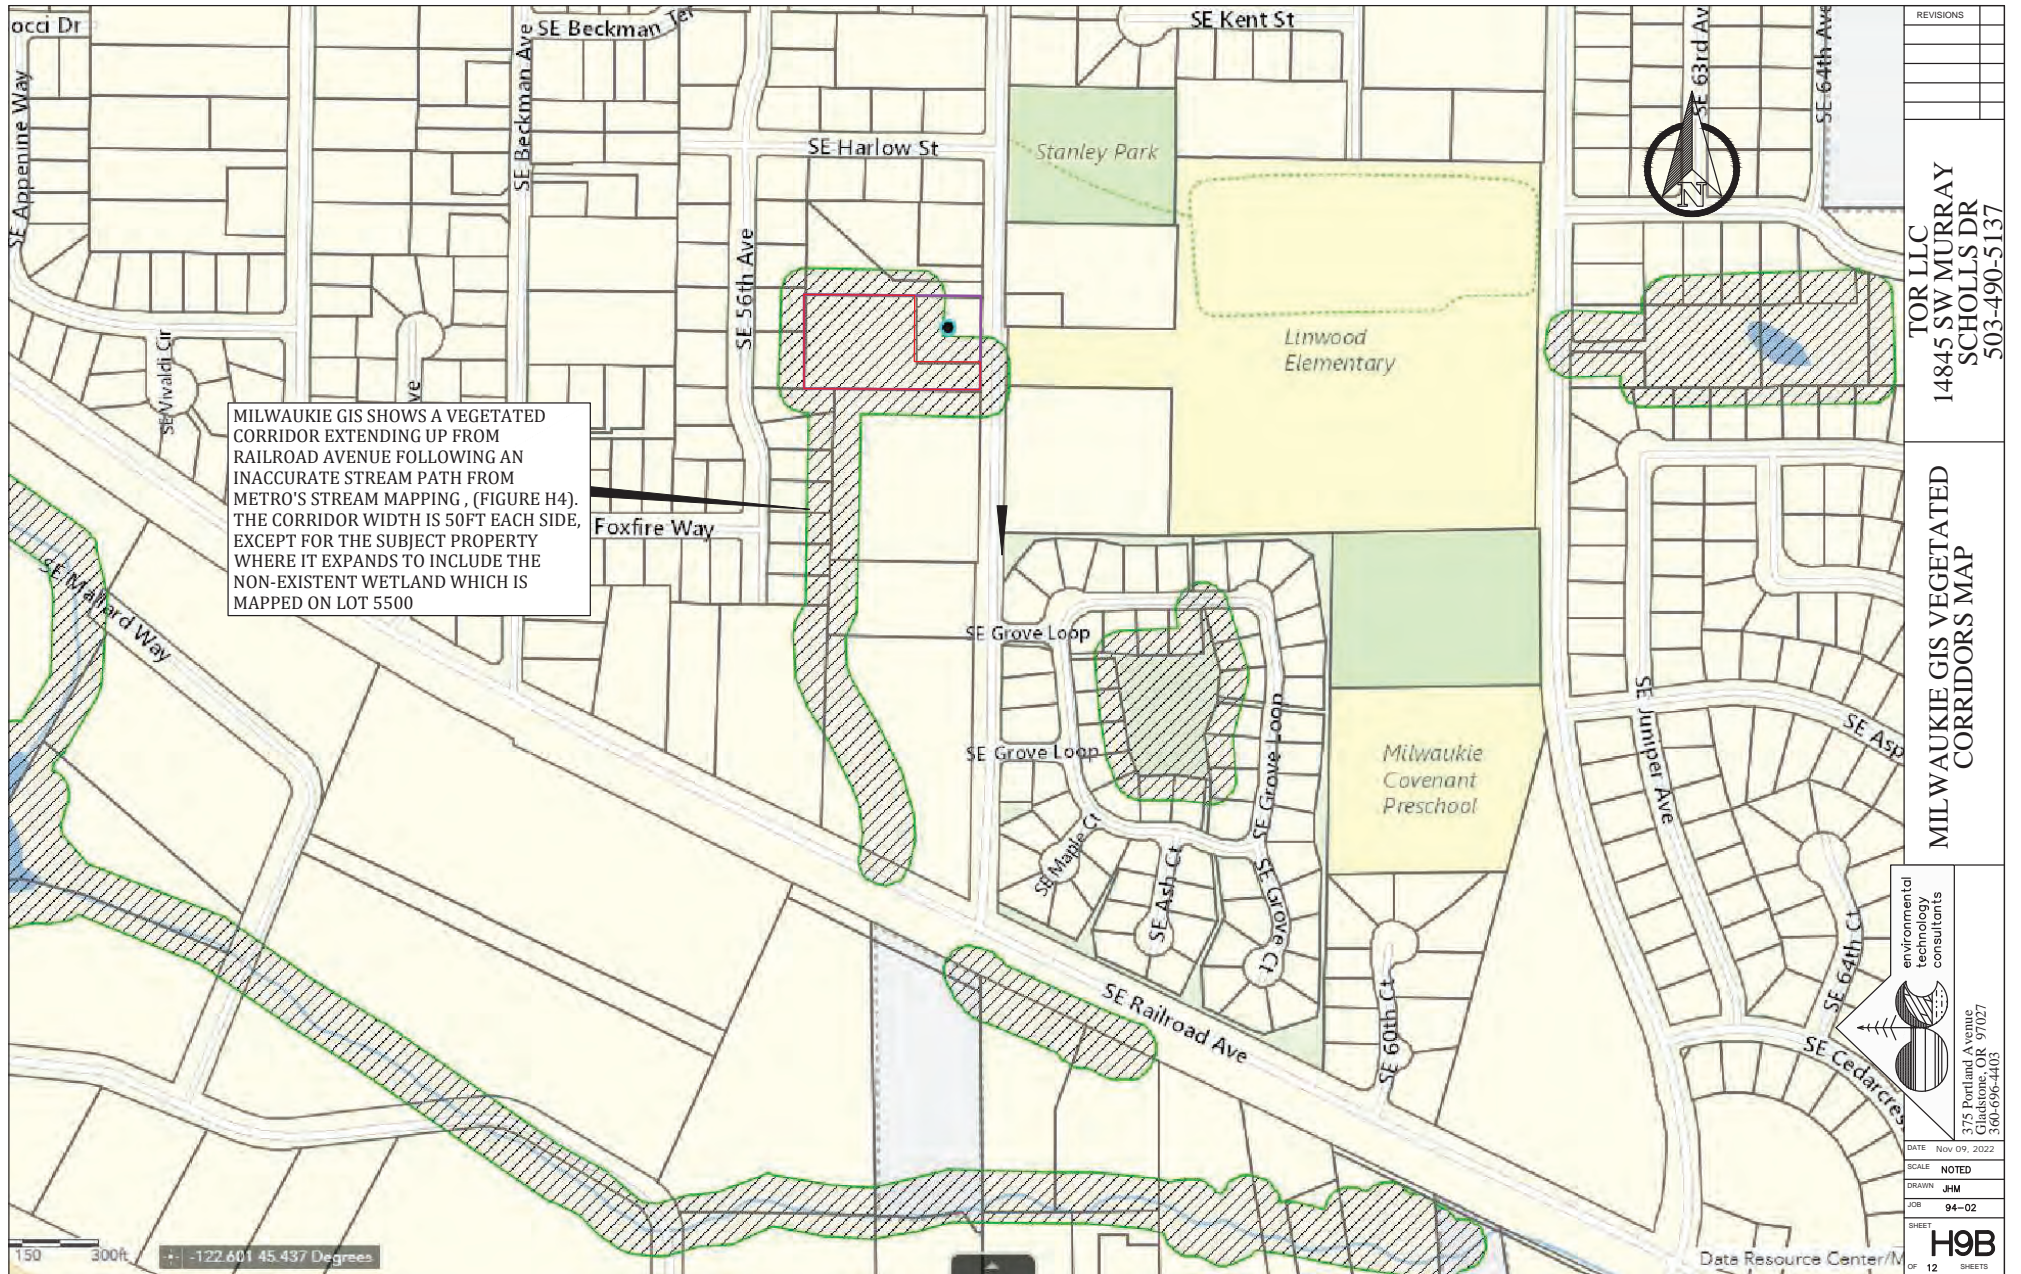 occi Dr
SE Beckman Ter
SE Kent St
SE Appenine Way
SE Beckman Ave
SE 63rd Av
SE 64th Ave
SE Harlow St
Stanley Park
N
SE 56th Ave
SE Vivaldi Cir
ve
Linwood
Elementary
MILWAUKIE GIS SHOWS A VEGETATED
CORRIDOR EXTENDING UP FROM
RAILROAD AVENUE FOLLOWING AN
INACCURATE STREAM PATH FROM
METRO'S STREAM MAPPING , (FIGURE H4).
THE CORRIDOR WIDTH IS 50FT EACH SIDE,
EXCEPT FOR THE SUBJECT PROPERTY
WHERE IT EXPANDS TO INCLUDE THE
NON-EXISTENT WETLAND WHICH IS
MAPPED ON LOT 5500
Foxfire Way
SE Mallard Way
SE Grove Loop
SE Grove Loop
SE Grove Loop
SE Maple Ct
SE Ash Ct
SE Grove Ct
Milwaukie
Covenant
Preschool
SE Juniper Ave
SE Asp
SE 64th Ct
SE 60th Ct
SE Railroad Ave
SE Cedarcres
150 300ft
-122.601 45.437 Degrees
Data Resource Center/M
REVISIONS
TOR LLC
14845 SW MURRAY
SCHOLLS DR
503-490-5137
MILWAUKIE GIS VEGETATED
CORRIDORS MAP
environmental
technology
consultants
375 Portland Avenue
Gladstone, OR 97027
360-696-4403
DATE Nov 09, 2022
SCALE NOTED
DRAWN JHM
JOB 94-02
SHEET
H9B
OF 12 SHEETS